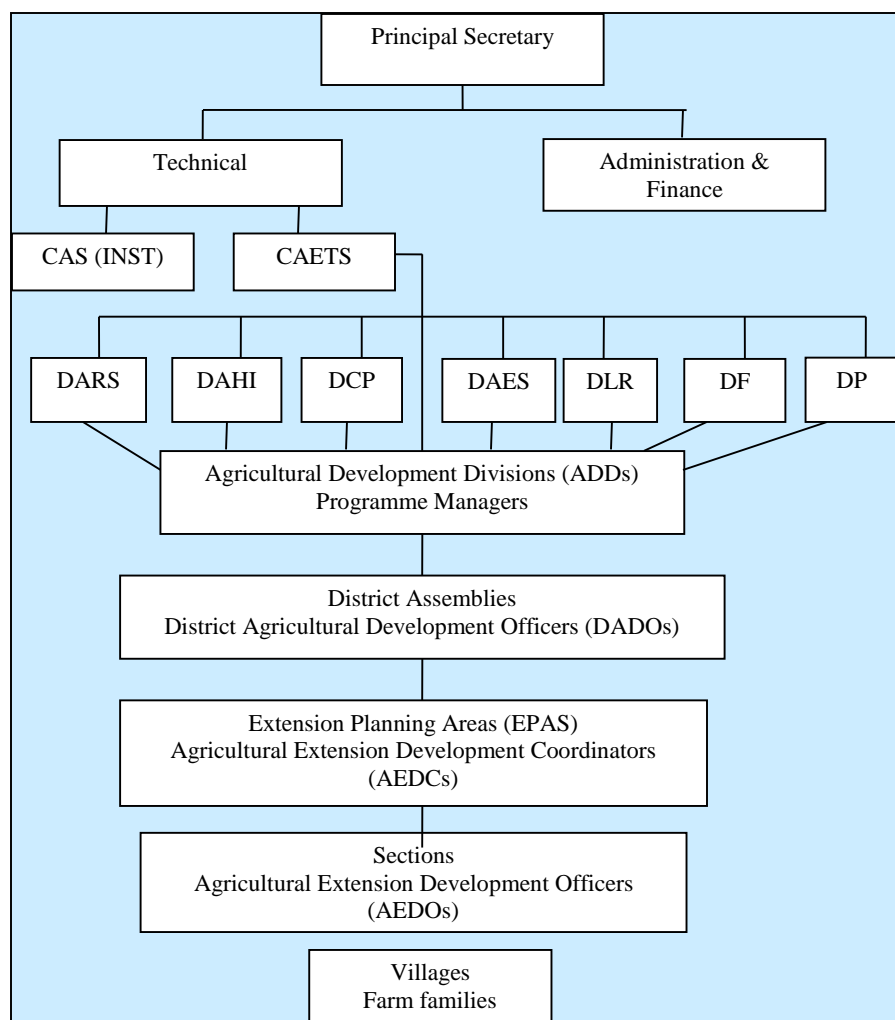 Principal Secretary
Technical
Administration &
Finance
CAS (INST)
CAETS
DARS
DAHI
DCP
DAES
DLR
DF
DP
Agricultural Development Divisions (ADDs)
Programme Managers
District Assemblies
District Agricultural Development Officers (DADOs)
Extension Planning Areas (EPAS)
Agricultural Extension Development Coordinators
(AEDCs)
Sections
Agricultural Extension Development Officers
(AEDOs)
Villages
Farm families